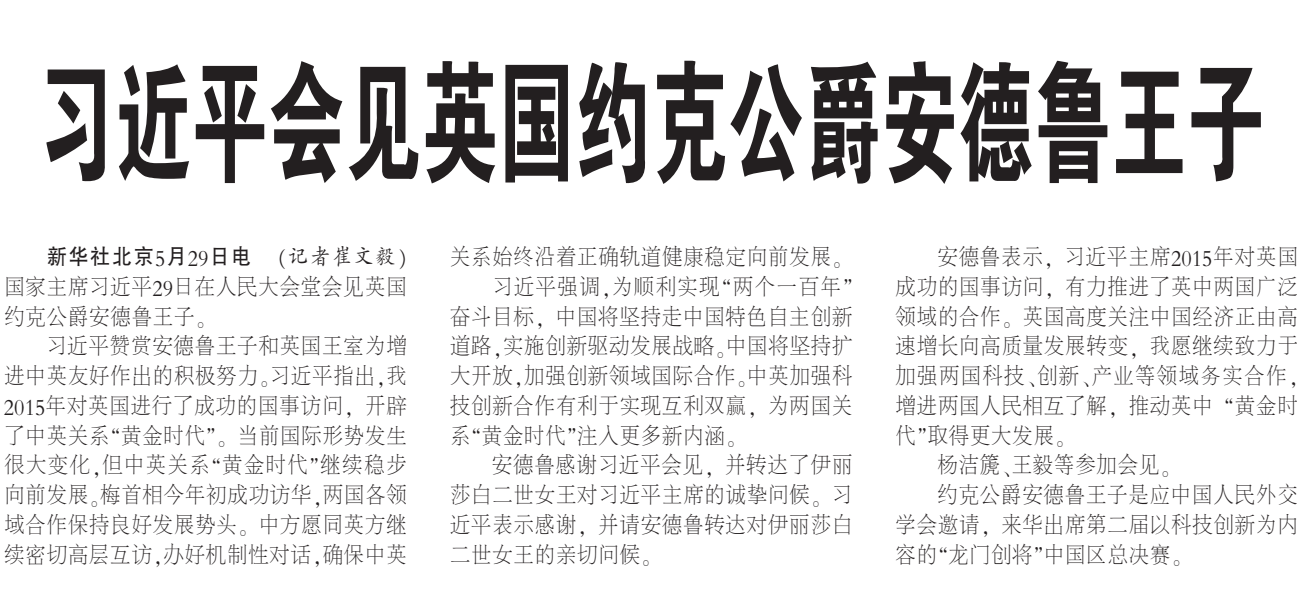 习近平会见英国约克公爵安德鲁王子
新华社北京5月29日电　(记者崔文毅)
国家主席习近平29日在人民大会堂会见英国
约克公爵安德鲁王子。
习近平赞赏安德鲁王子和英国王室为增
进中英友好作出的积极努力。习近平指出,我
2015年对英国进行了成功的国事访问，开辟
了中英关系“黄金时代”。当前国际形势发生
很大变化,但中英关系“黄金时代”继续稳步
向前发展。梅首相今年初成功访华,两国各领
域合作保持良好发展势头。中方愿同英方继
续密切高层互访,办好机制性对话,确保中英
关系始终沿着正确轨道健康稳定向前发展。
习近平强调,为顺利实现“两个一百年”
奋斗目标，中国将坚持走中国特色自主创新
道路,实施创新驱动发展战略。中国将坚持扩
大开放,加强创新领域国际合作。中英加强科
技创新合作有利于实现互利双赢，为两国关
系“黄金时代”注入更多新内涵。
安德鲁感谢习近平会见，并转达了伊丽
莎白二世女王对习近平主席的诚挚问候。习
近平表示感谢，并请安德鲁转达对伊丽莎白
二世女王的亲切问候。
安德鲁表示，习近平主席2015年对英国
成功的国事访问，有力推进了英中两国广泛
领域的合作。英国高度关注中国经济正由高
速增长向高质量发展转变，我愿继续致力于
加强两国科技、创新、产业等领域务实合作，
增进两国人民相互了解，推动英中“黄金时
代”取得更大发展。
杨洁篪、王毅等参加会见。
约克公爵安德鲁王子是应中国人民外交
学会邀请，来华出席第二届以科技创新为内
容的“龙门创将”中国区总决赛。